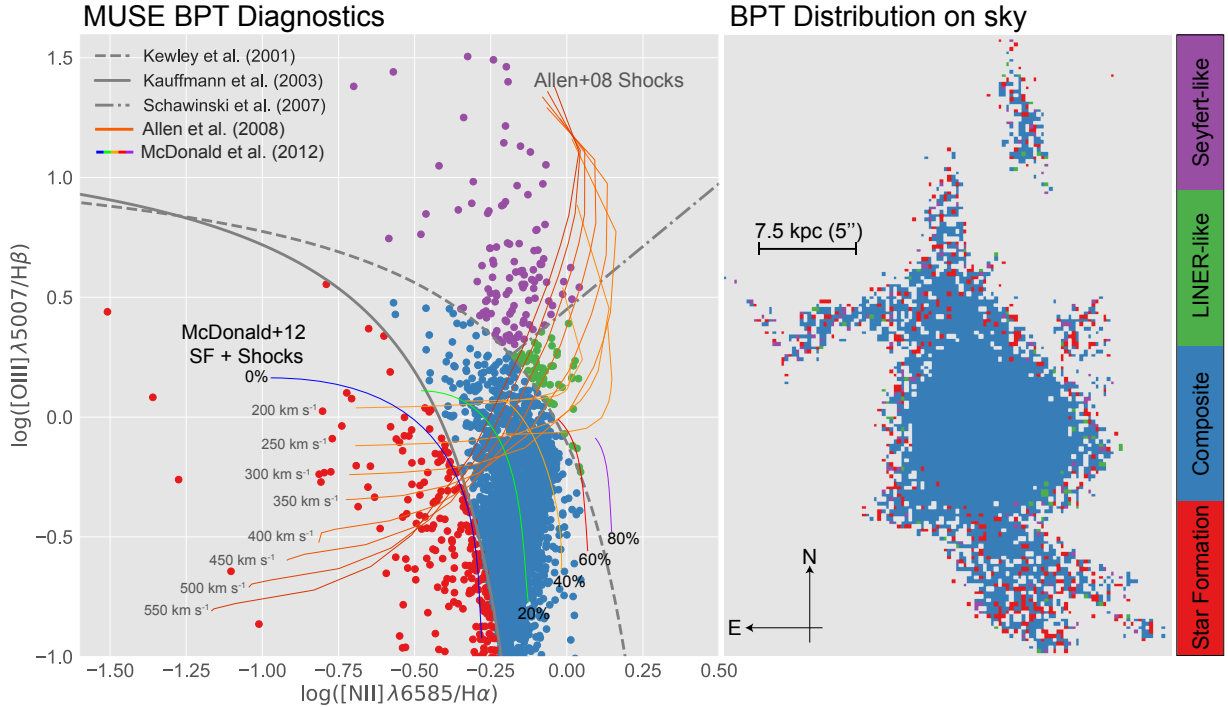 MUSE BPT Diagnostics
BPT Distribution on sky
Kewley et al. (2001)
Kauffmann et al. (2003)
Schawinski et al. (2007)
Allen et al. (2008)
McDonald et al. (2012)
Allen+08 Shocks
McDonald+12
SF + Shocks
0%
200 km s⁻¹
250 km s⁻¹
300 km s⁻¹
350 km s⁻¹
400 km s⁻¹
450 km s⁻¹
500 km s⁻¹
550 km s⁻¹
20%
40%
60%
80%
1.5
1.0
0.5
0.0
−0.5
−1.0
log([OIII]λ5007/Hβ)
−1.50
−1.25
−1.00
−0.75
−0.50
−0.25
0.00
0.25
0.50
log([NII]λ6585/Hα)
7.5 kpc (5’’)
N
E
Seyfert-like
LINER-like
Composite
Star Formation